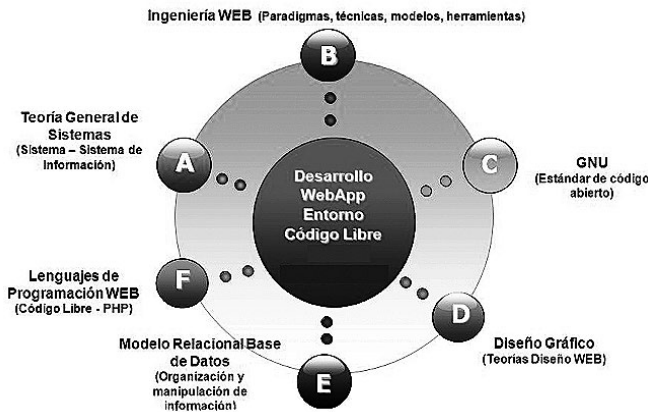 Ingeniería WEB (Paradigmas, técnicas, modelos, herramientas)
B
Teoría General de
Sistemas
(Sistema – Sistema de
Información)
A
C
GNU
(Estándar de código
abierto)
Desarrollo
WebApp
Entorno
Código Libre
Lenguajes de
Programación WEB
(Código Libre - PHP)
F
D
Diseño Gráfico
(Teorías Diseño WEB)
Modelo Relacional Base
de Datos
(Organización y
manipulación de
información)
E